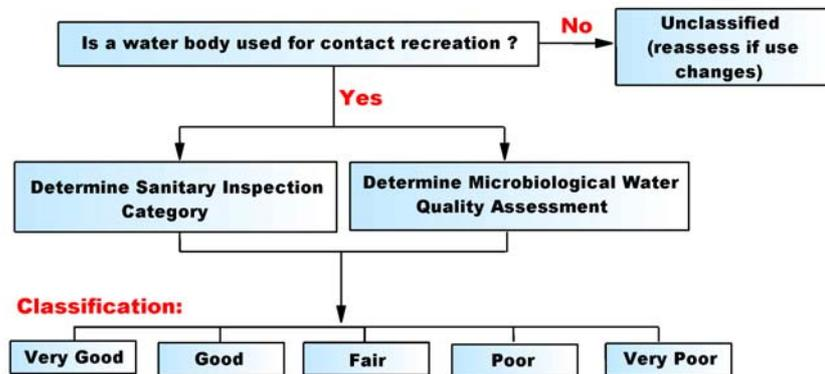 Is a water body used for contact recreation ?
No
Unclassified
(reassess if use
changes)
Yes
Determine Sanitary Inspection
Category
Determine Microbiological Water
Quality Assessment
Classification:
Very Good
Good
Fair
Poor
Very Poor